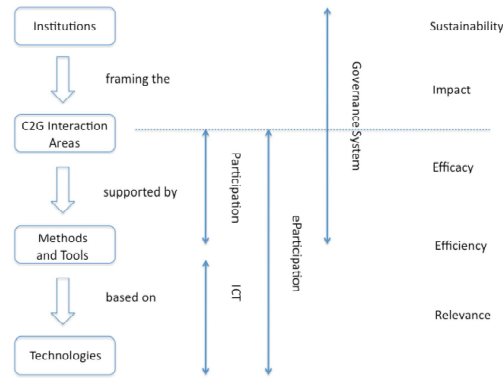 Institutions
Sustainability
framing the
Impact
C2G Interaction
Areas
Governance System
Participation
eParticipation
Efficacy
supported by
Methods
and Tools
Efficiency
based on
ICT
Relevance
Technologies